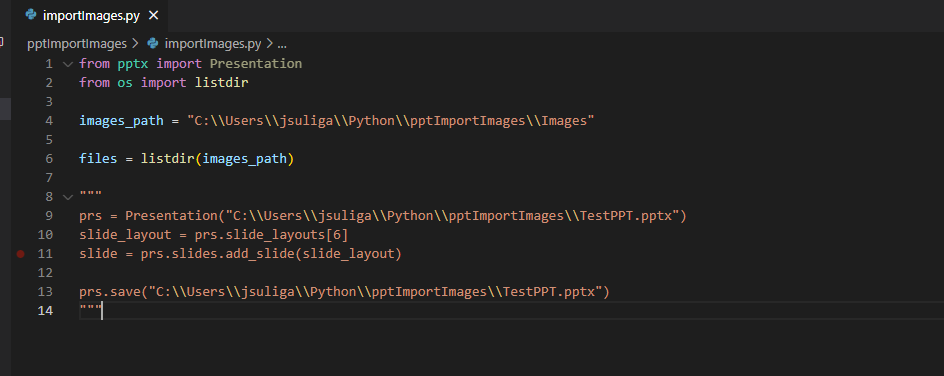 importImages.py ×
pptImportImages > importImages.py > ...
1 from pptx import Presentation
2 from os import listdir
3
4 images_path = "C:\\Users\\jsuliga\\Python\\pptImportImages\\Images"
5
6 files = listdir(images_path)
7
8 """
9 prs = Presentation("C:\\Users\\jsuliga\\Python\\pptImportImages\\TestPPT.pptx")
10 slide_layout = prs.slide_layouts[6]
11 slide = prs.slides.add_slide(slide_layout)
12
13 prs.save("C:\\Users\\jsuliga\\Python\\pptImportImages\\TestPPT.pptx")
14 """